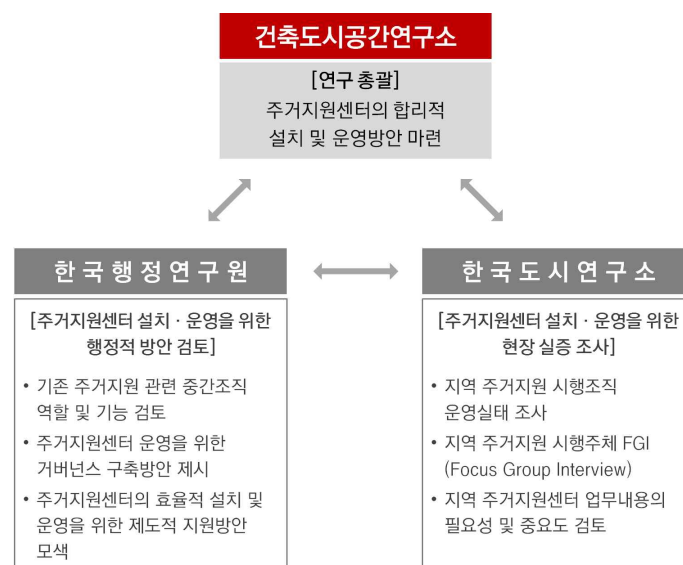 건축도시공간연구소
[연구 총괄]
주거지원센터의 합리적
설치 및 운영방안 마련
한국행정연구원
[주거지원센터 설치 · 운영을 위한
행정적 방안 검토]
• 기존 주거지원 관련 중간조직
역할 및 기능 검토
• 주거지원센터 운영을 위한
거버넌스 구축방안 제시
• 주거지원센터의 효율적 설치 및
운영을 위한 제도적 지원방안
모색
한국도시연구소
[주거지원센터 설치 · 운영을 위한
현장 실증 조사]
• 지역 주거지원 시행조직
운영실태 조사
• 지역 주거지원 시행주체 FGI
(Focus Group Interview)
• 지역 주거지원센터 업무내용의
필요성 및 중요도 검토